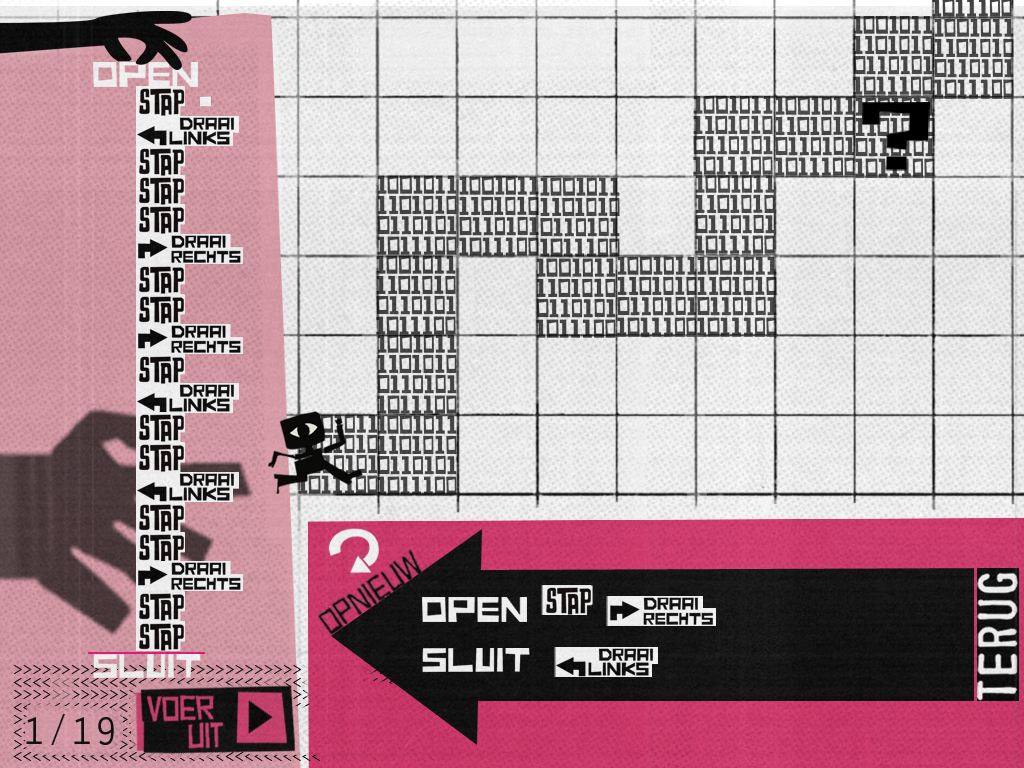 OPEN
STAP
DRAAI
LINKS
STAP
STAP
STAP
DRAAI
RECHTS
STAP
STAP
DRAAI
RECHTS
STAP
DRAAI
LINKS
STAP
STAP
DRAAI
LINKS
STAP
STAP
DRAAI
RECHTS
STAP
STAP
SLUIT
1/19
VOER
UIT
?
OPNIEUW
OPEN STAP DRAAI
RECHTS
SLUIT DRAAI
LINKS
TERUG